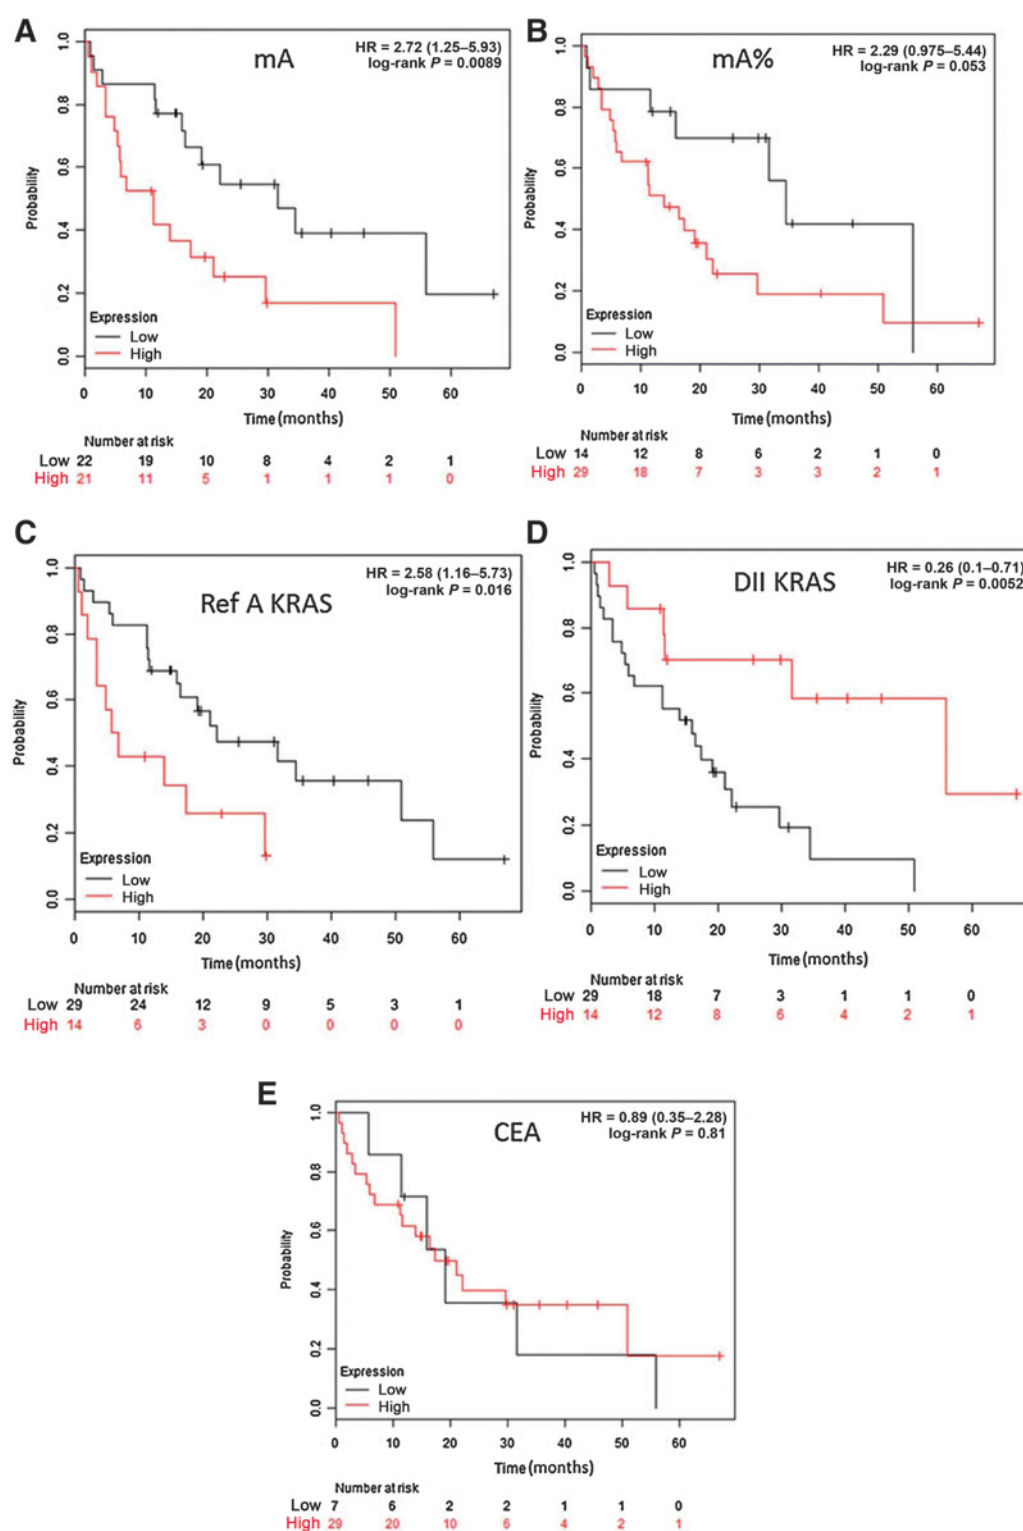 A
mA
HR = 2.72 (1.25–5.93)
log-rank P = 0.0089
Probability
1.0
0.8
0.6
0.4
0.2
0.0
Expression
Low
High
0 10 20 30 40 50 60
Time (months)
Number at risk
Low 22 19 10 8 4 2 1
High 21 11 5 1 1 1 0
B
mA%
HR = 2.29 (0.975–5.44)
log-rank P = 0.053
Probability
1.0
0.8
0.6
0.4
0.2
0.0
Expression
Low
High
0 10 20 30 40 50 60
Time (months)
Number at risk
Low 14 12 8 6 2 1 0
High 29 18 7 3 3 2 1
C
Ref A KRAS
HR = 2.58 (1.16–5.73)
log-rank P = 0.016
Probability
1.0
0.8
0.6
0.4
0.2
0.0
Expression
Low
High
0 10 20 30 40 50 60
Time (months)
Number at risk
Low 29 24 12 9 5 3 1
High 14 6 3 0 0 0 0
D
DII KRAS
HR = 0.26 (0.1–0.71)
log-rank P = 0.0052
Probability
1.0
0.8
0.6
0.4
0.2
0.0
Expression
Low
High
0 10 20 30 40 50 60
Time (months)
Number at risk
Low 29 18 7 3 1 1 0
High 14 12 8 6 4 2 1
E
CEA
HR = 0.89 (0.35–2.28)
log-rank P = 0.81
Probability
1.0
0.8
0.6
0.4
0.2
0.0
Expression
Low
High
0 10 20 30 40 50 60
Time (months)
Number at risk
Low 7 6 2 2 1 1 0
High 29 20 10 6 4 2 1